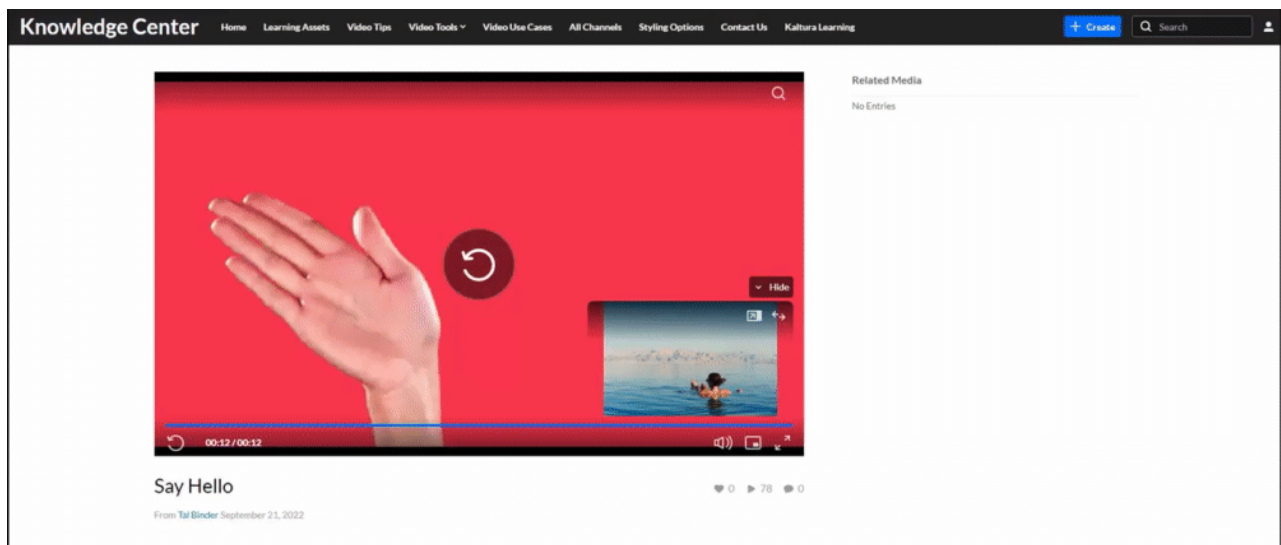 Knowledge Center Home Learning Assets Video Tips Video Tools Video Use Cases All Channels Styling Options Contact Us Kaltura Learning + Create Search
Related Media
No Entries
Hide
00:12 / 00:12
Say Hello
0 78 0
From Tal Binder September 21, 2022